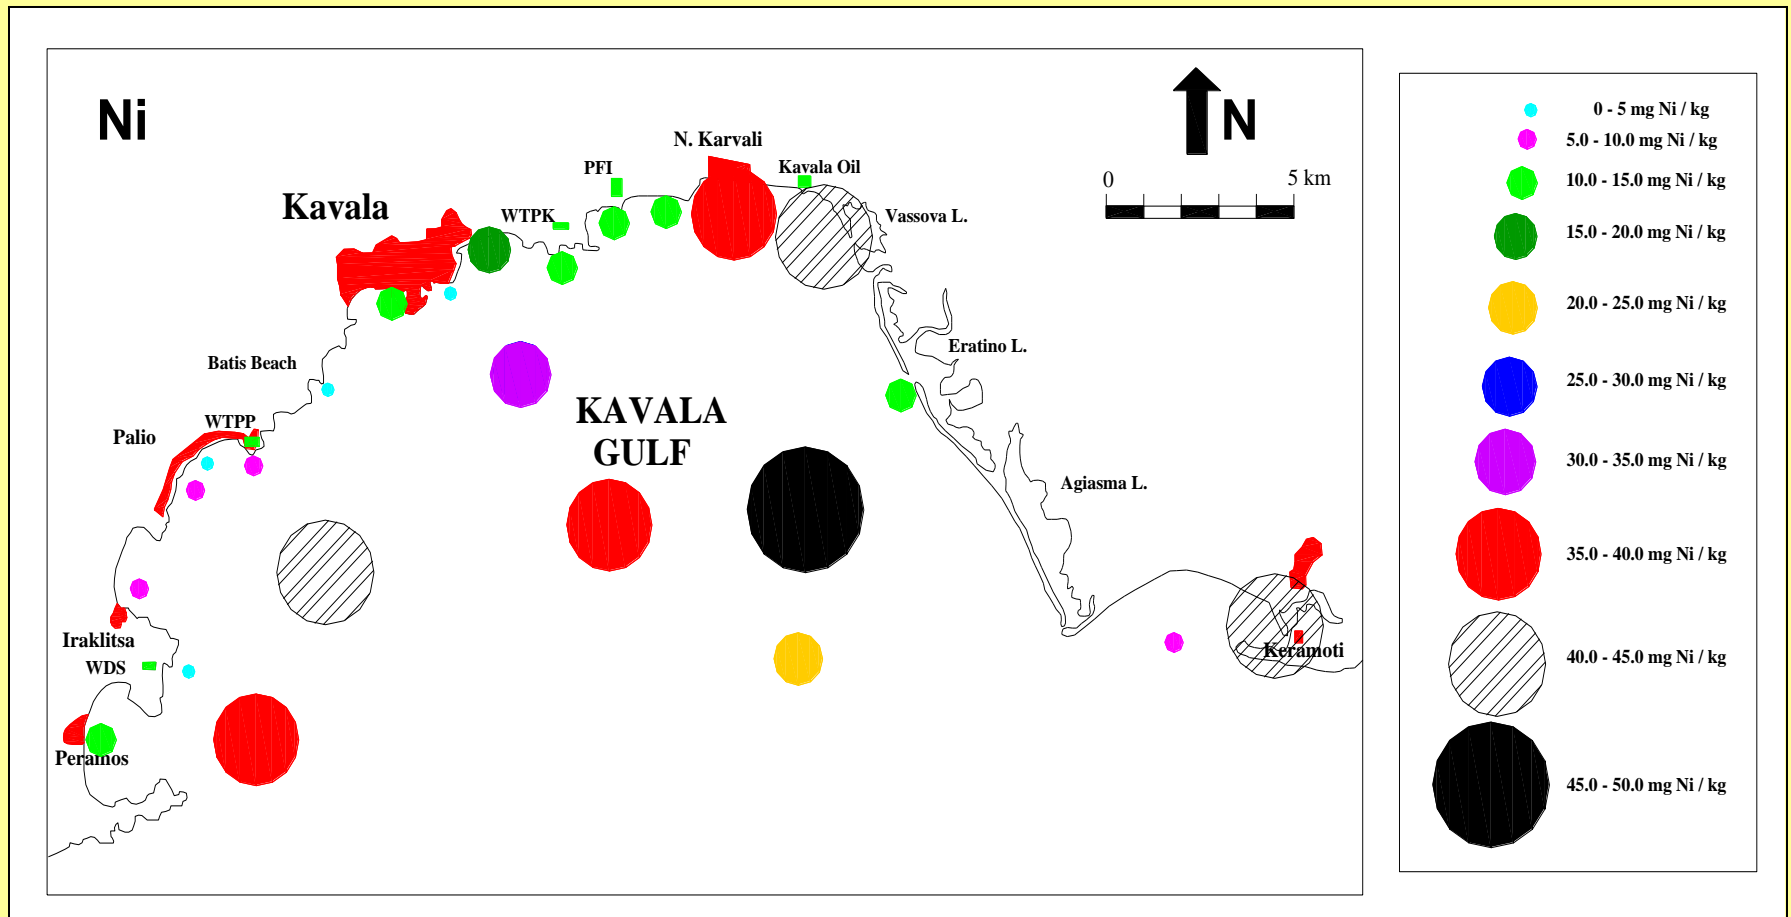 Ni
N
0 5 km
N. Karvali
PFI
Kavala Oil
Kavala
WTPK
Vassova L.
Batis Beach
Eratino L.
KAVALA
GULF
WTPP
Palio
Agiasma L.
Iraklitsa
WDS
Keramoti
Peramos
0 - 5 mg Ni / kg
5.0 - 10.0 mg Ni / kg
10.0 - 15.0 mg Ni / kg
15.0 - 20.0 mg Ni / kg
20.0 - 25.0 mg Ni / kg
25.0 - 30.0 mg Ni / kg
30.0 - 35.0 mg Ni / kg
35.0 - 40.0 mg Ni / kg
40.0 - 45.0 mg Ni / kg
45.0 - 50.0 mg Ni / kg